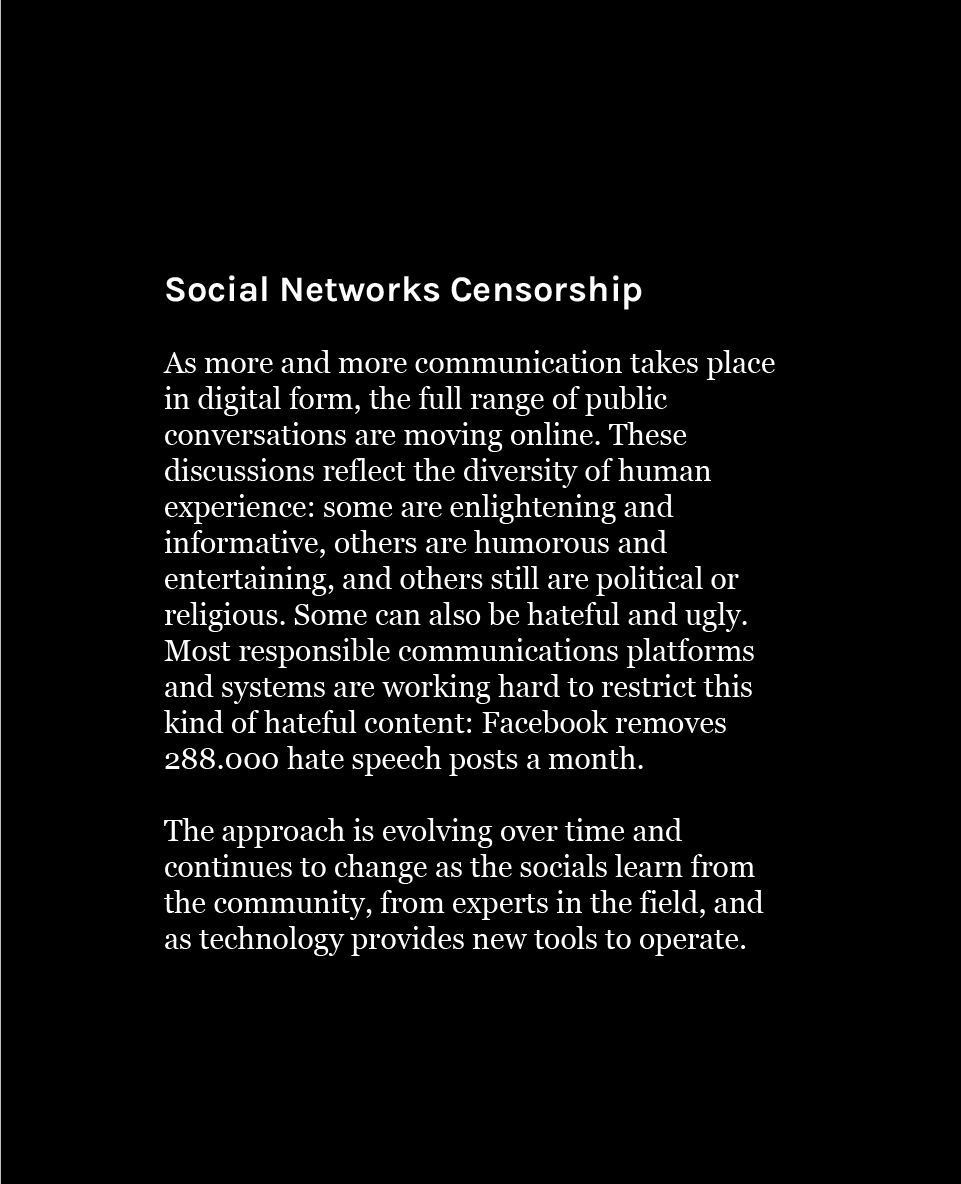 Social Networks Censorship
As more and more communication takes place
in digital form, the full range of public
conversations are moving online. These
discussions reflect the diversity of human
experience: some are enlightening and
informative, others are humorous and
entertaining, and others still are political or
religious. Some can also be hateful and ugly.
Most responsible communications platforms
and systems are working hard to restrict this
kind of hateful content: Facebook removes
288.000 hate speech posts a month.
The approach is evolving over time and
continues to change as the socials learn from
the community, from experts in the field, and
as technology provides new tools to operate.